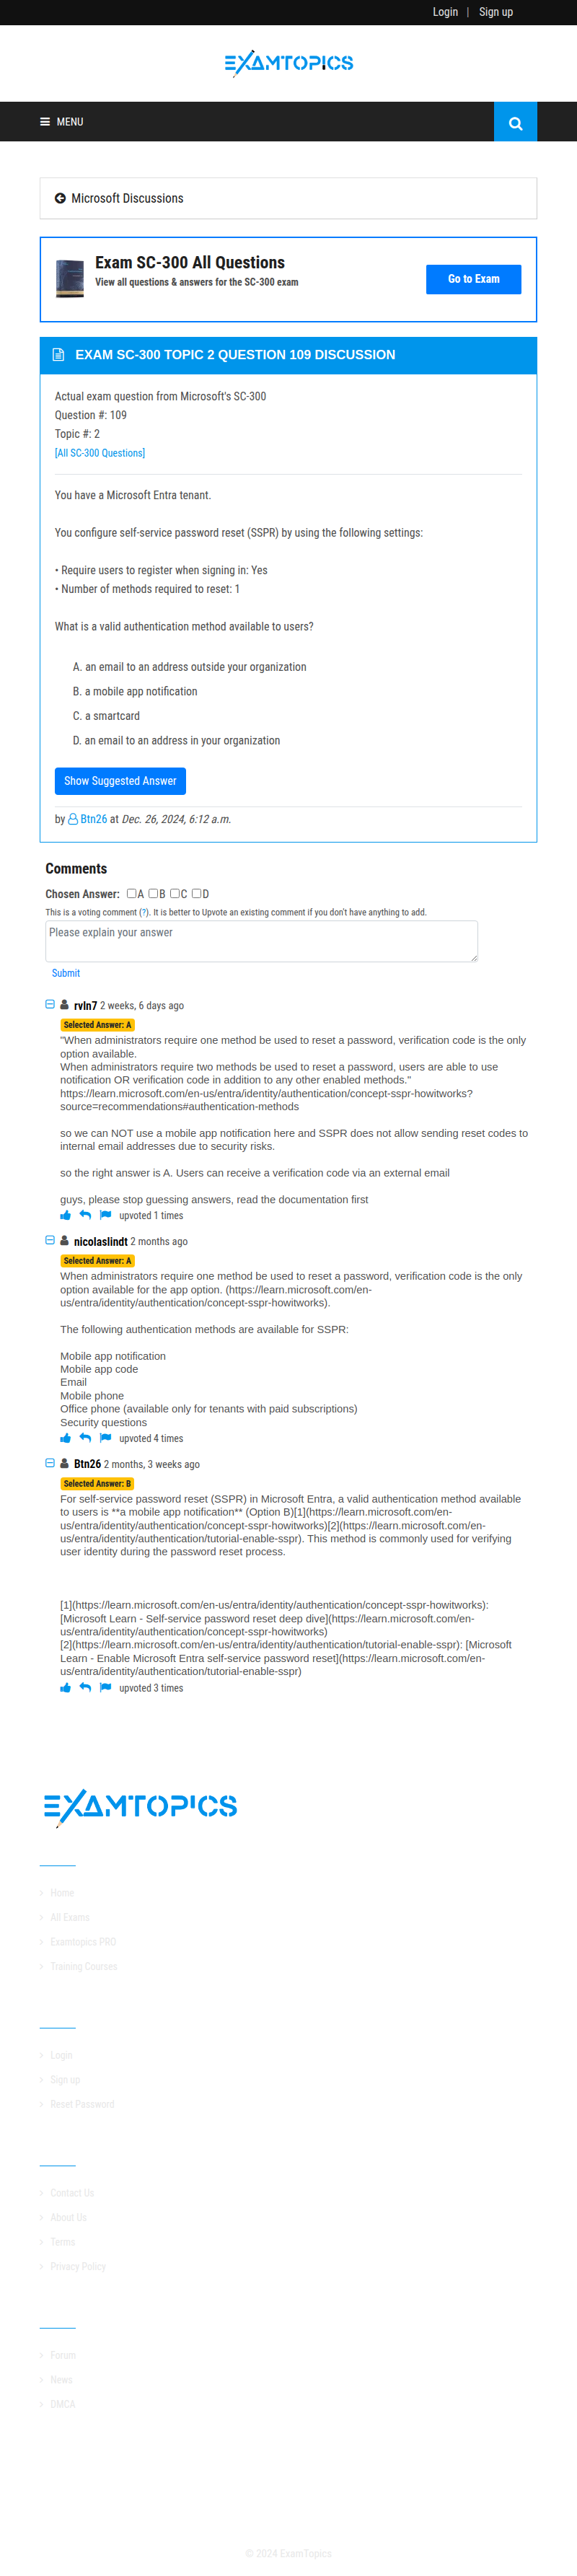 Login | Sign up
EXAMTOPICS
MENU
Microsoft Discussions
Exam SC-300 All Questions
View all questions & answers for the SC-300 exam
Go to Exam
EXAM SC-300 TOPIC 2 QUESTION 109 DISCUSSION
Actual exam question from Microsoft's SC-300
Question #: 109
Topic #: 2
[All SC-300 Questions]
You have a Microsoft Entra tenant.
You configure self-service password reset (SSPR) by using the following settings:
• Require users to register when signing in: Yes
• Number of methods required to reset: 1
What is a valid authentication method available to users?
A. an email to an address outside your organization
B. a mobile app notification
C. a smartcard
D. an email to an address in your organization
Show Suggested Answer
by Btn26 at Dec. 26, 2024, 6:12 a.m.
Comments
Chosen Answer: A B C D
This is a voting comment (?). It is better to Upvote an existing comment if you don't have anything to add.
Please explain your answer
Submit
rvln7 2 weeks, 6 days ago
Selected Answer: A
"When administrators require one method be used to reset a password, verification code is the only
option available.
When administrators require two methods be used to reset a password, users are able to use
notification OR verification code in addition to any other enabled methods."
https://learn.microsoft.com/en-us/entra/identity/authentication/concept-sspr-howitworks?
source=recommendations#authentication-methods
so we can NOT use a mobile app notification here and SSPR does not allow sending reset codes to
internal email addresses due to security risks.
so the right answer is A. Users can receive a verification code via an external email
guys, please stop guessing answers, read the documentation first
upvoted 1 times
nicolaslindt 2 months ago
Selected Answer: A
When administrators require one method be used to reset a password, verification code is the only
option available for the app option. (https://learn.microsoft.com/en-
us/entra/identity/authentication/concept-sspr-howitworks).
The following authentication methods are available for SSPR:
Mobile app notification
Mobile app code
Email
Mobile phone
Office phone (available only for tenants with paid subscriptions)
Security questions
upvoted 4 times
Btn26 2 months, 3 weeks ago
Selected Answer: B
For self-service password reset (SSPR) in Microsoft Entra, a valid authentication method available
to users is **a mobile app notification** (Option B)[1](https://learn.microsoft.com/en-
us/entra/identity/authentication/concept-sspr-howitworks)[2](https://learn.microsoft.com/en-
us/entra/identity/authentication/tutorial-enable-sspr). This method is commonly used for verifying
user identity during the password reset process.
[1](https://learn.microsoft.com/en-us/entra/identity/authentication/concept-sspr-howitworks):
[Microsoft Learn - Self-service password reset deep dive](https://learn.microsoft.com/en-
us/entra/identity/authentication/concept-sspr-howitworks)
[2](https://learn.microsoft.com/en-us/entra/identity/authentication/tutorial-enable-sspr): [Microsoft
Learn - Enable Microsoft Entra self-service password reset](https://learn.microsoft.com/en-
us/entra/identity/authentication/tutorial-enable-sspr)
upvoted 3 times
EXAMTOPICS
Home
All Exams
Examtopics PRO
Training Courses
Login
Sign up
Reset Password
Contact Us
About Us
Terms
Privacy Policy
Forum
News
DMCA
© 2024 ExamTopics